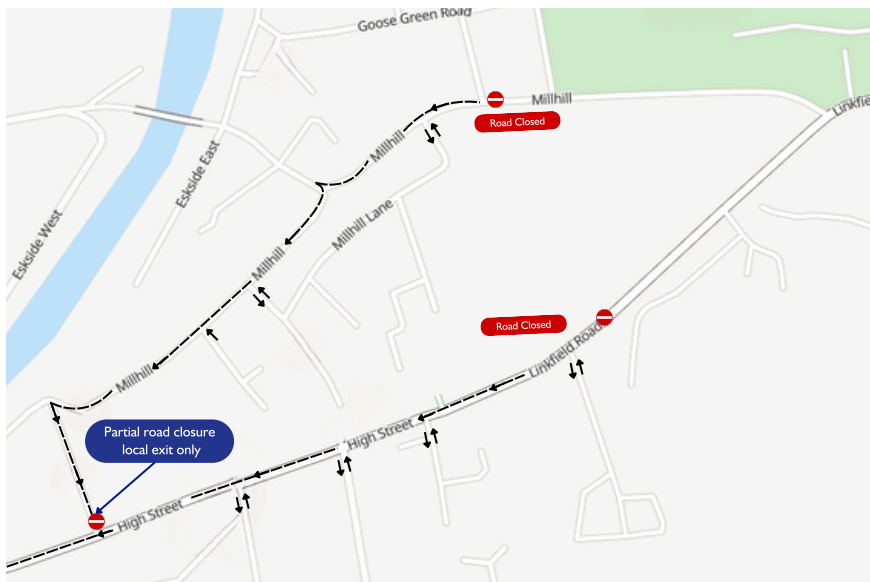 Goose Green Road
Millhill
Linkfie
Road Closed
Millhill
Eskside East
Millhill Lane
Eskside West
Millhill
Road Closed
Linkfield Road
Millhill
High Street
Partial road closure
local exit only
High Street